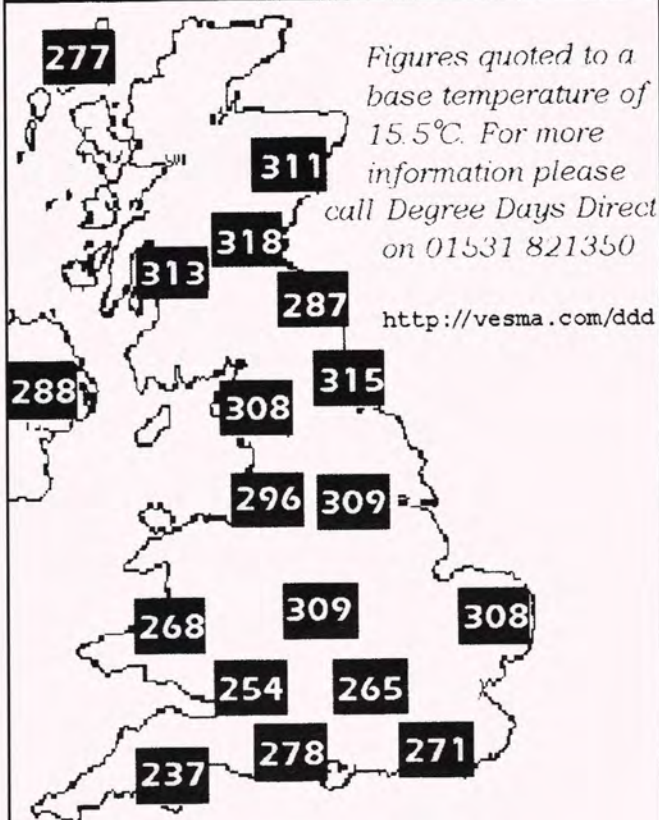 277
Figures quoted to a
base temperature of
15.5°C. For more
information please
call Degree Days Direct
on 01531 821350
http://vesma.com/ddd
311
318
313
287
315
288
308
296
309
309
308
268
254
265
278
271
237